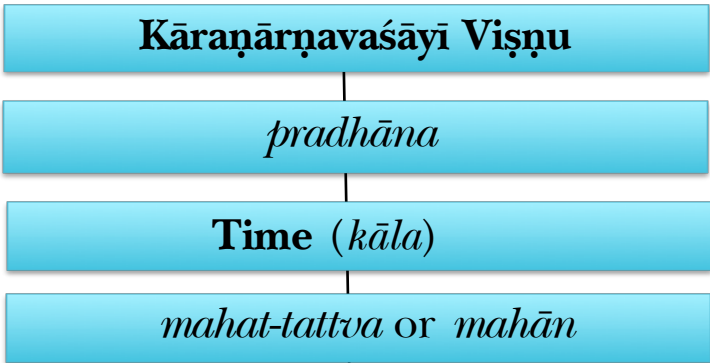 Kāraṇārṇavaśāyī Viṣṇu
pradhāna
Time (kāla)
mahat-tattva or mahān